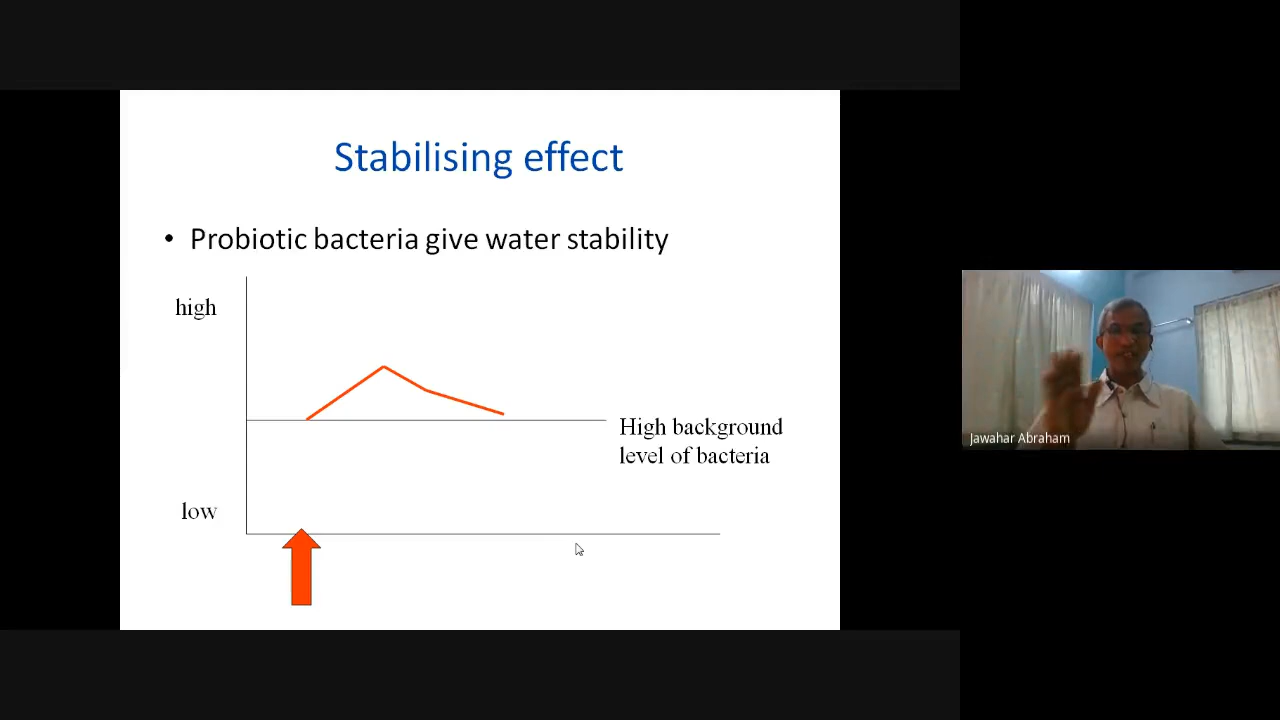 Stabilising effect
• Probiotic bacteria give water stability
high
High background
level of bacteria
low
Jawahar Abraham